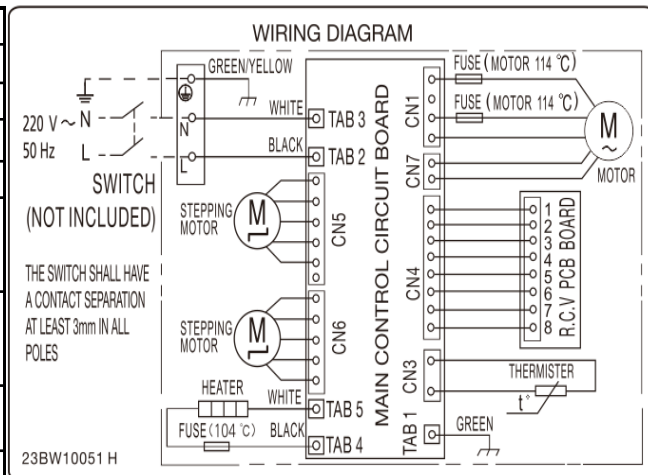 WIRING DIAGRAM
GREEN/YELLOW
220 V ~ N
50 Hz L
N
L
SWITCH
(NOT INCLUDED)
THE SWITCH SHALL HAVE
A CONTACT SEPARATION
AT LEAST 3mm IN ALL
POLES
WHITE
TAB 3
BLACK
TAB 2
STEPPING
MOTOR
M
CN5
STEPPING
MOTOR
M
CN6
HEATER
WHITE
TAB 5
FUSE (104 °C)
BLACK
TAB 4
MAIN CONTROL CIRCUIT BOARD
CN1
FUSE (MOTOR 114 °C)
FUSE (MOTOR 114 °C)
M
~
MOTOR
CN7
CN4
1
2
3
4
5
6
7
8
R.C.V PCB BOARD
CN3
THERMISTER
t°
TAB 1
GREEN
23BW10051 H